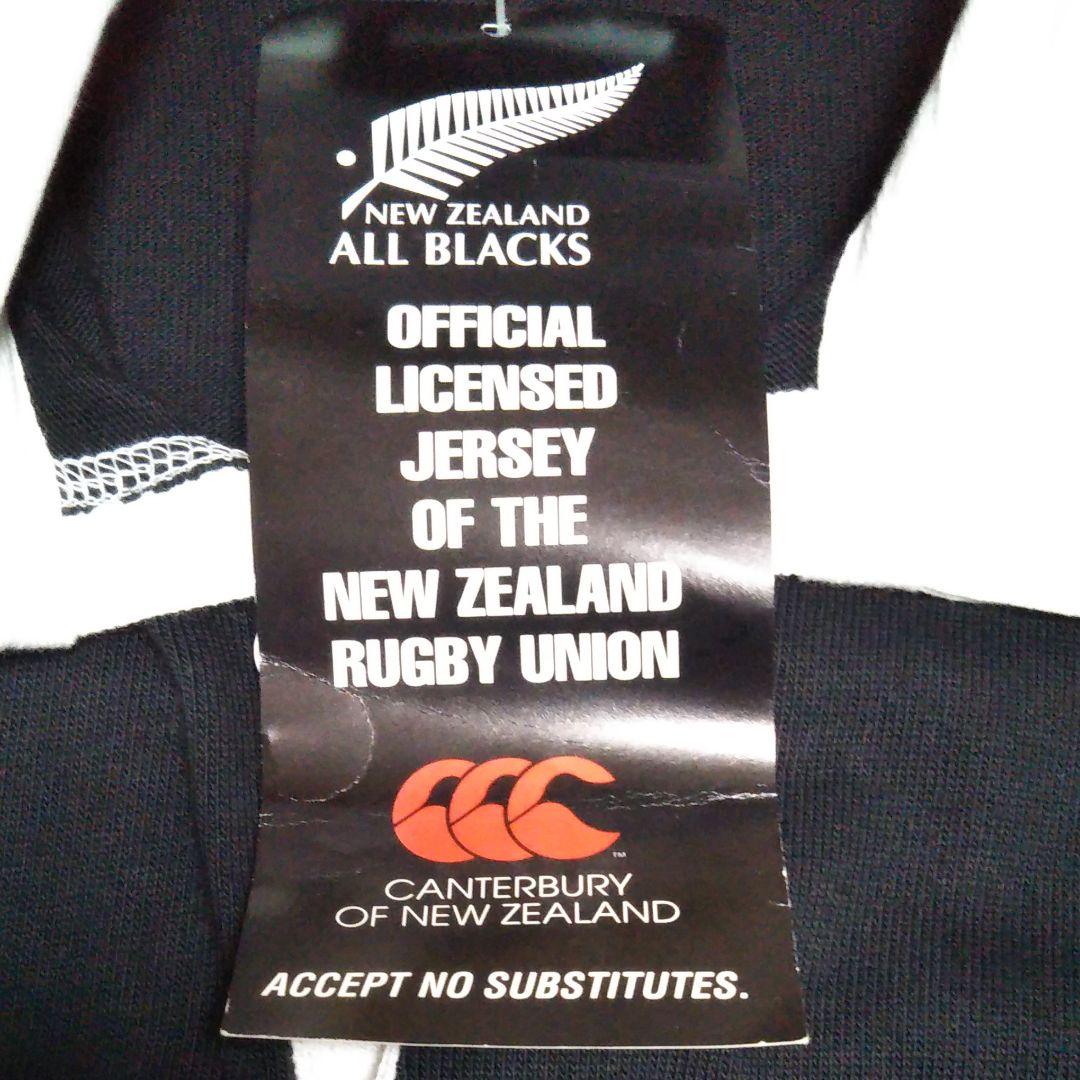 NEW ZEALAND
ALL BLACKS
OFFICIAL
LICENSED
JERSEY
OF THE
NEW ZEALAND
RUGBY UNION
TM
CANTERBURY
OF NEW ZEALAND
ACCEPT NO SUBSTITUTES.